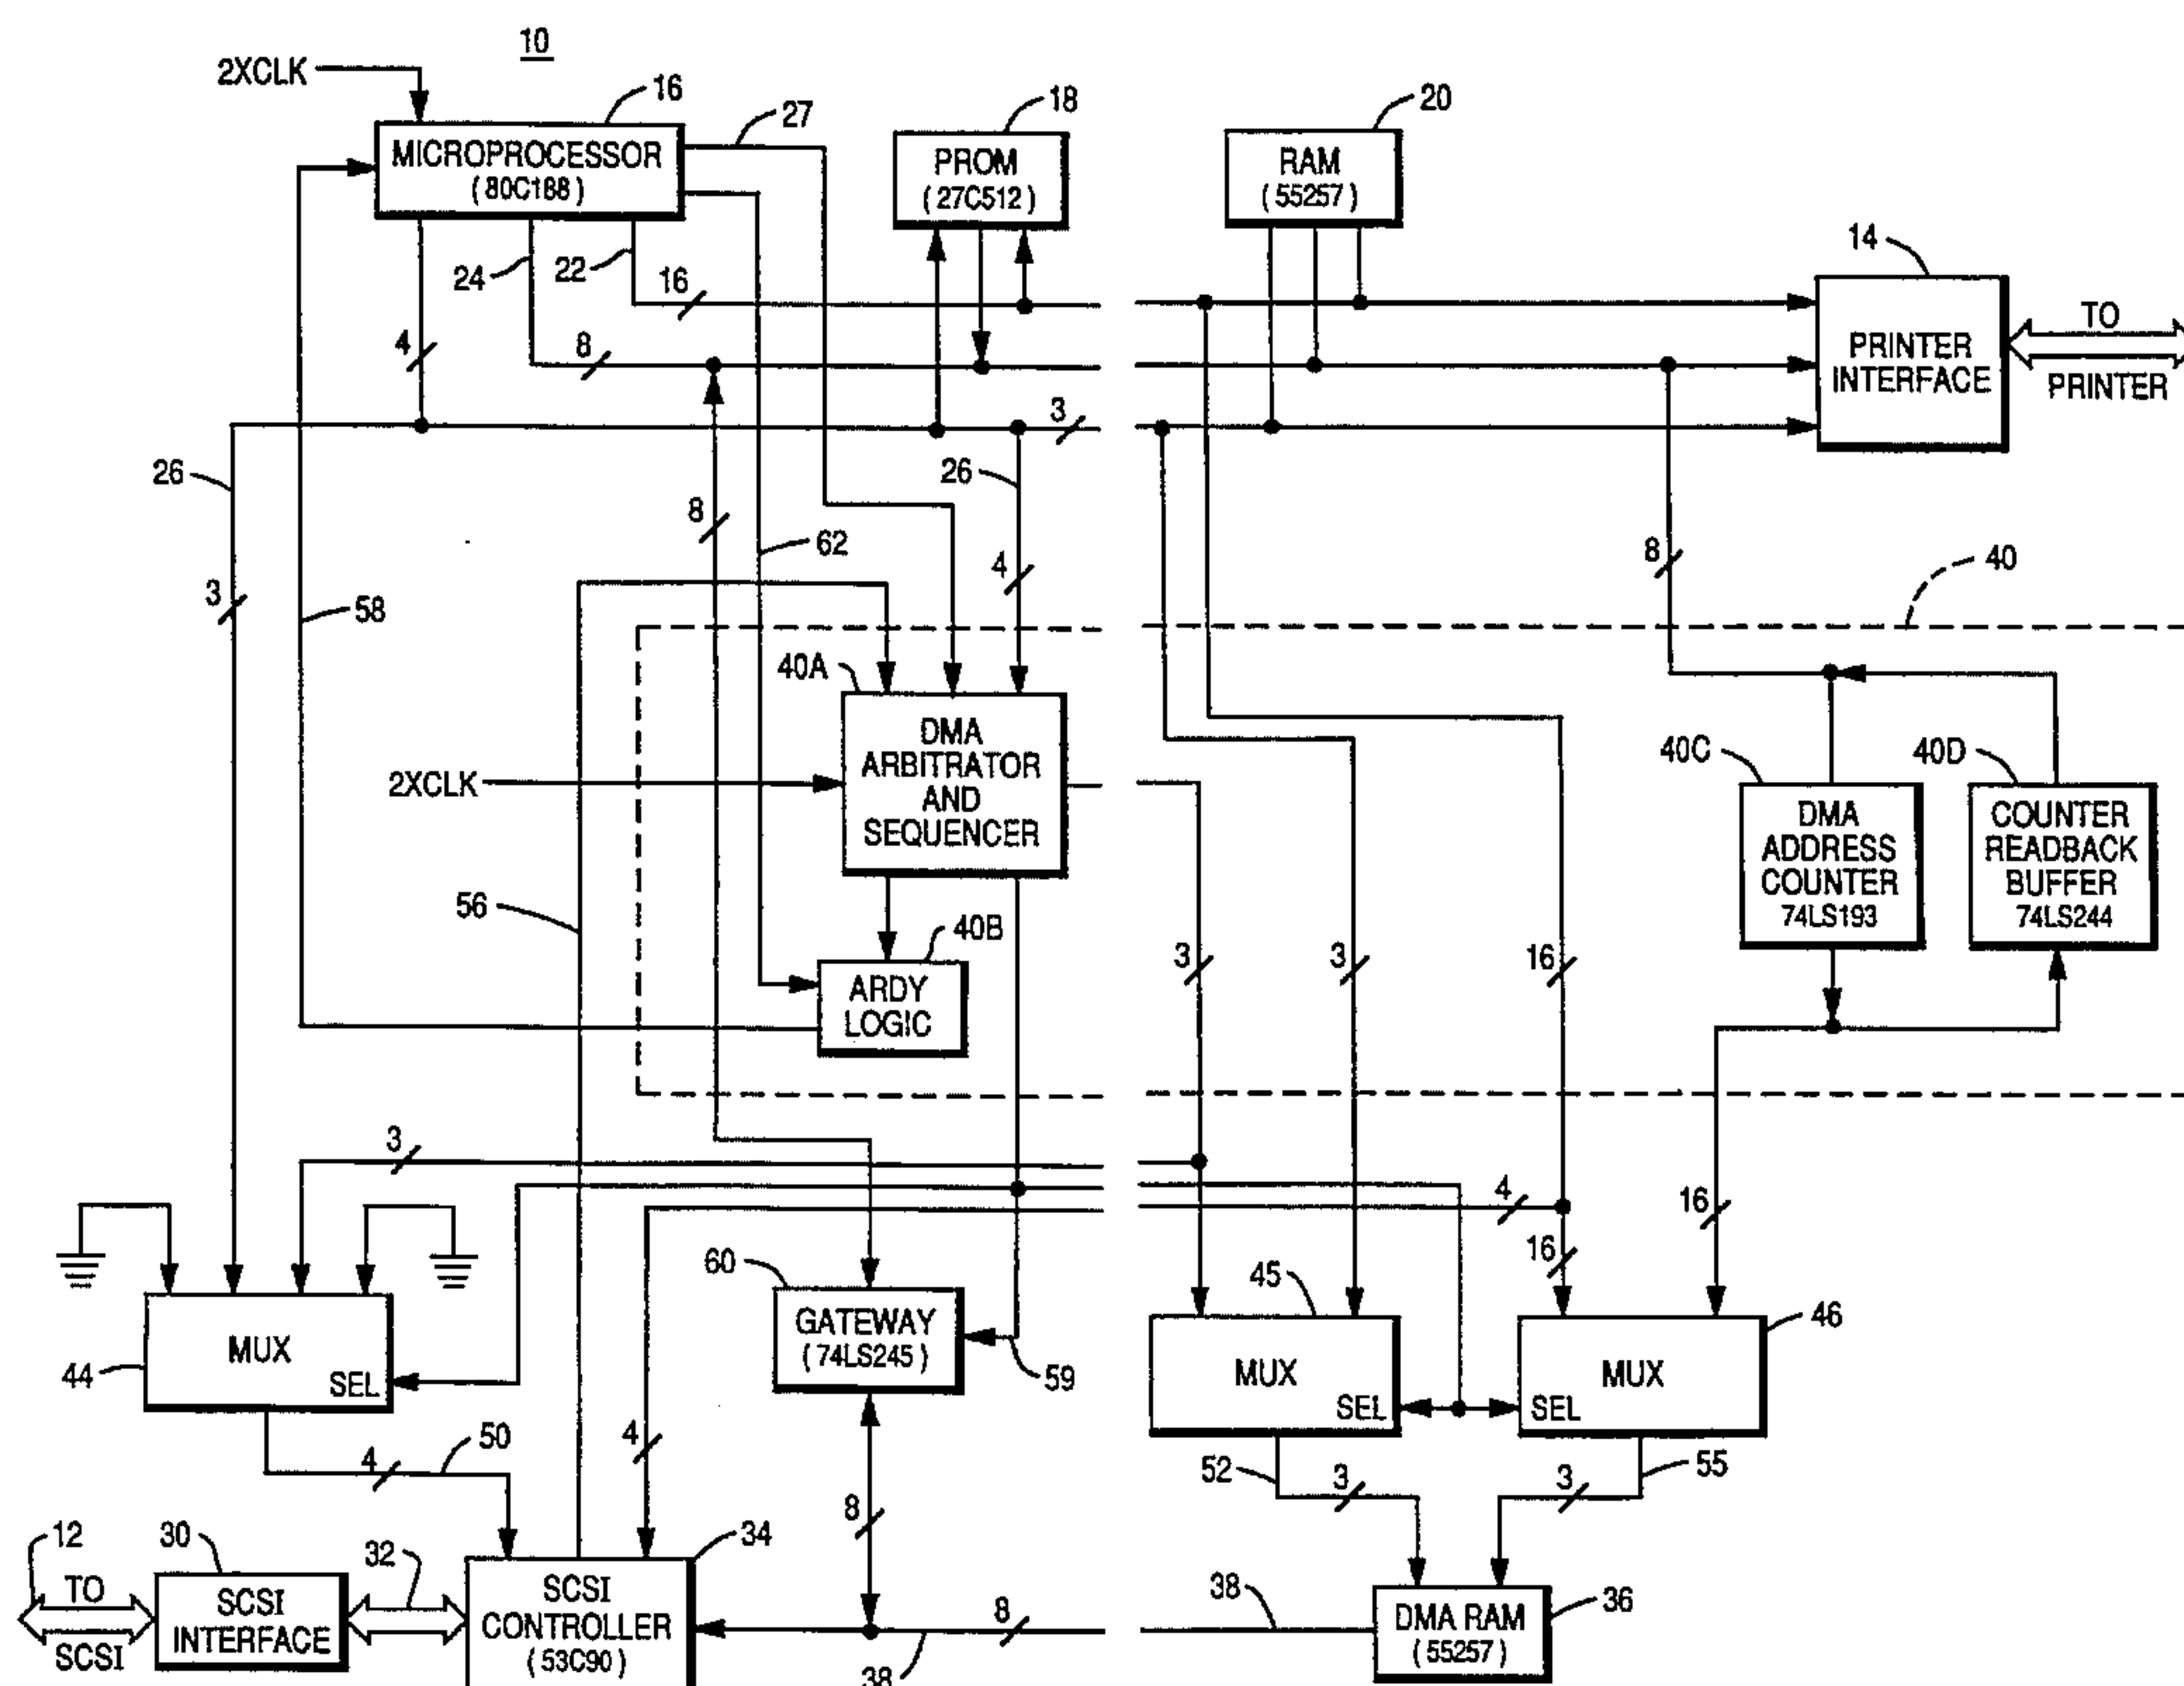 10
2XCLK
16
27
18
20
MICROPROCESSOR
(80C188)
PROM
(27C512)
RAM
(55257)
14
24
22
16
4
8
3
PRINTER
INTERFACE
TO
PRINTER
26
26
8
62
4
8
40
3
58
40A
DMA
ARBITRATOR
AND
SEQUENCER
2XCLK
40C
40D
DMA
ADDRESS
COUNTER
74LS193
COUNTER
READBACK
BUFFER
74LS244
56
40B
ARDY
LOGIC
3
3
16
3
4
16
16
60
45
46
GATEWAY
(74LS245)
MUX
SEL
44
59
MUX
SEL
MUX
SEL
4
50
4
8
52
3
3
55
12
TO
SCSI
30
SCSI
INTERFACE
32
34
SCSI
CONTROLLER
(53C90)
8
38
38
DMA RAM
(55257)
36